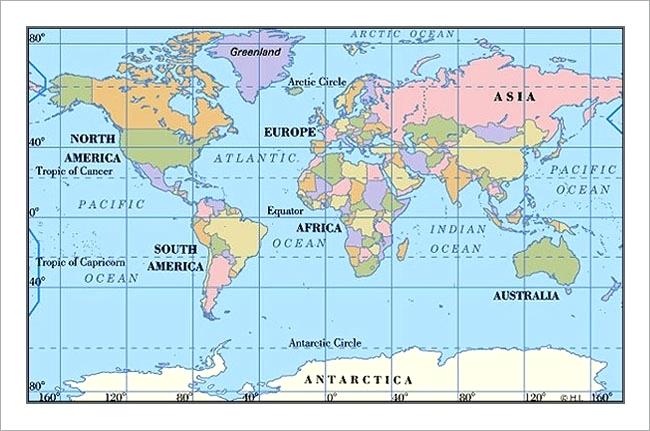 ARCTIC OCEAN
80°
Greenland
Arctic Circle
ASIA
EUROPE
NORTH
AMERICA
40°
ATLANTIC
Tropic of Cancer
PACIFIC
OCEAN
PACIFIC
0°
Equator
AFRICA
INDIAN
OCEAN
OCEAN
SOUTH
AMERICA
Tropic of Capricorn
OCEAN
40°
AUSTRALIA
Antarctic Circle
ANTARCTICA
80°
160° 120° 80° 40° 0° 40° 80° 120° © H.I. 160°